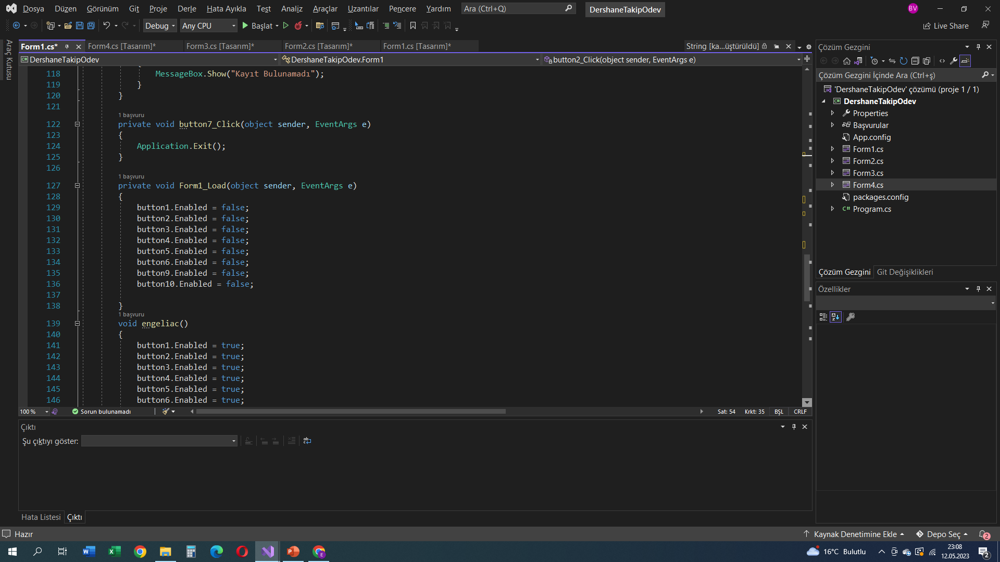 Dosya Düzen Görünüm Git Proje Derle Hata Ayıkla Test Analiz Araçlar Uzantılar Pencere Yardım Ara (Ctrl+Q) DershaneTakipOdev BV
Debug Any CPU Başlat Live Share
Araç Kutusu
Form1.cs* Form4.cs [Tasarım]* Form3.cs [Tasarım]* Form2.cs [Tasarım]* Form1.cs [Tasarım]* String [ka...üştürüldü]
DershaneTakipOdev DershaneTakipOdev.Form1 button2_Click(object sender, EventArgs e)
118 MessageBox.Show("Kayıt Bulunamadı");
119 }
120 }
121
1 başvuru
122 private void button7_Click(object sender, EventArgs e)
123 {
124 Application.Exit();
125 }
126
1 başvuru
127 private void Form1_Load(object sender, EventArgs e)
128 {
129 button1.Enabled = false;
130 button2.Enabled = false;
131 button3.Enabled = false;
132 button4.Enabled = false;
133 button5.Enabled = false;
134 button6.Enabled = false;
135 button9.Enabled = false;
136 button10.Enabled = false;
137
138 }
1 başvuru
139 void engeliac()
140 {
141 button1.Enabled = true;
142 button2.Enabled = true;
143 button3.Enabled = true;
144 button4.Enabled = true;
145 button5.Enabled = true;
146 button6.Enabled = true;
100 % Sorun bulunamadı Sat: 54 Krkt: 35 BŞL CRLF
Çıktı
Şu çıktıyı göster:
Hata Listesi Çıktı
Çözüm Gezgini
Çözüm Gezgini İçinde Ara (Ctrl+ş)
'DershaneTakipOdev' çözümü (proje 1 / 1)
DershaneTakipOdev
Properties
Başvurular
App.config
Form1.cs
Form2.cs
Form3.cs
Form4.cs
packages.config
C# Program.cs
Çözüm Gezgini Git Değişiklikleri
Özellikler
Hazır Kaynak Denetimine Ekle Depo Seç 2
16°C Bulutlu 23:08
12.05.2023 2